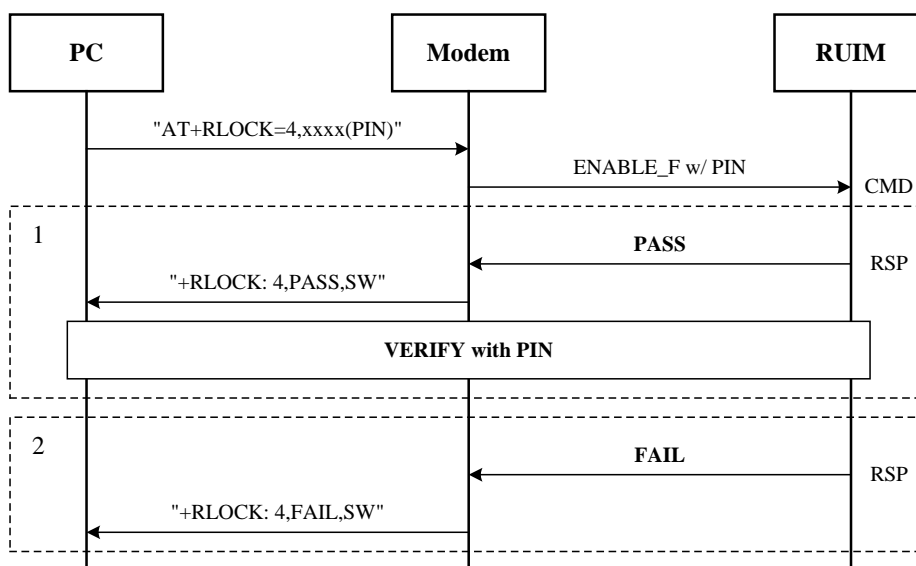 PC
Modem
RUIM
"AT+RLOCK=4,xxxx(PIN)"
ENABLE_F w/ PIN
CMD
1
PASS
RSP
"+RLOCK: 4,PASS,SW"
VERIFY with PIN
2
FAIL
RSP
"+RLOCK: 4,FAIL,SW"